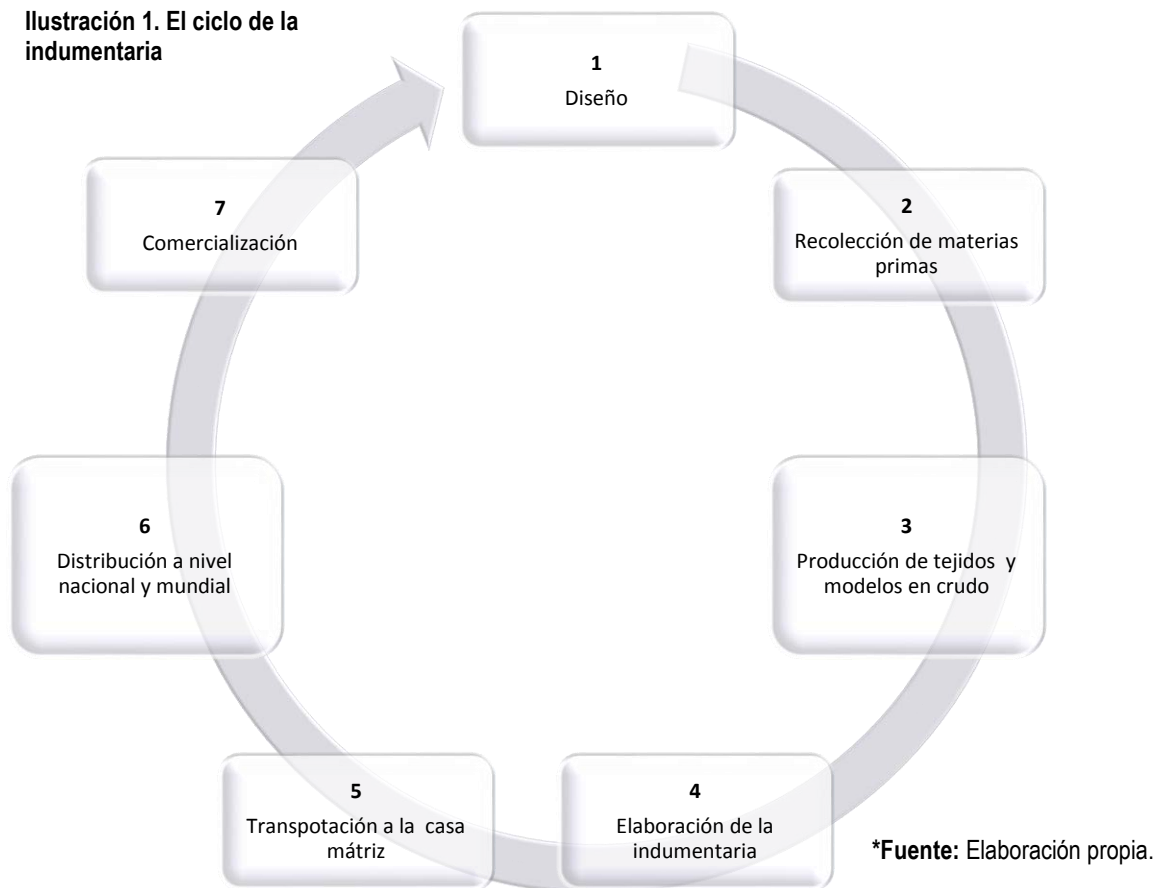 Ilustración 1. El ciclo de la
indumentaria
1
Diseño
2
Recolección de materias
primas
3
Producción de tejidos y
modelos en crudo
4
Elaboración de la
indumentaria
5
Transpotación a la casa
mátriz
6
Distribución a nivel
nacional y mundial
7
Comercialización
*Fuente: Elaboración propia.